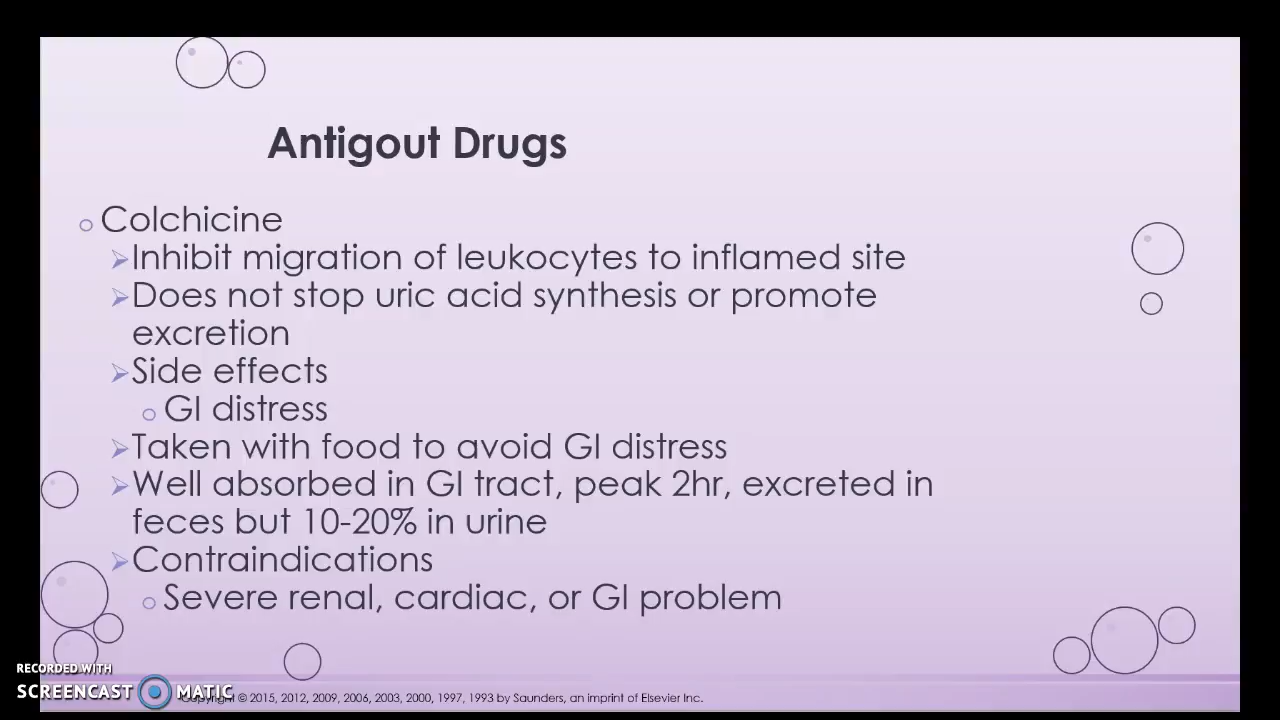 Antigout Drugs
Colchicine
Inhibit migration of leukocytes to inflamed site
Does not stop uric acid synthesis or promote
excretion
Side effects
GI distress
Taken with food to avoid GI distress
Well absorbed in GI tract, peak 2hr, excreted in
feces but 10-20% in urine
Contraindications
Severe renal, cardiac, or GI problem
RECORDED WITH
SCREENCAST MATIC
Copyright © 2015, 2012, 2009, 2006, 2003, 2000, 1997, 1993 by Saunders, an imprint of Elsevier Inc.